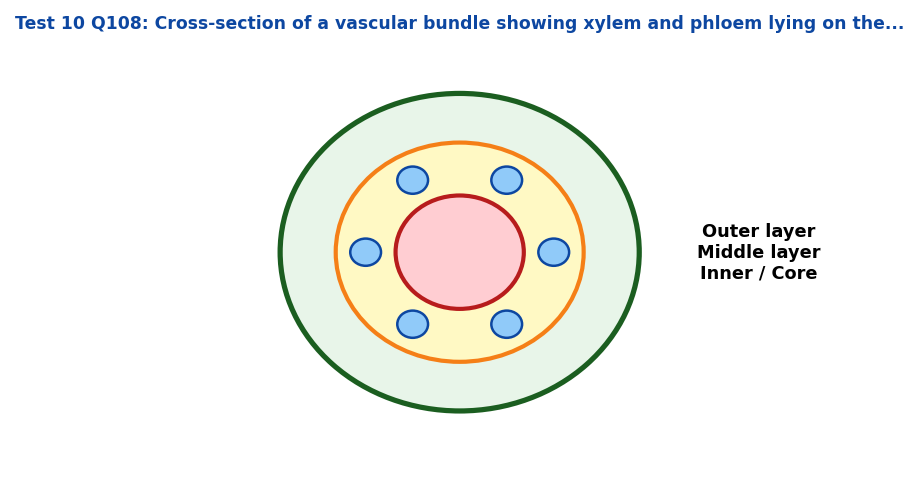 Test 10 Q108: Cross-section of a vascular bundle showing xylem and phloem lying on the...
Outer layer
Middle layer
Inner / Core